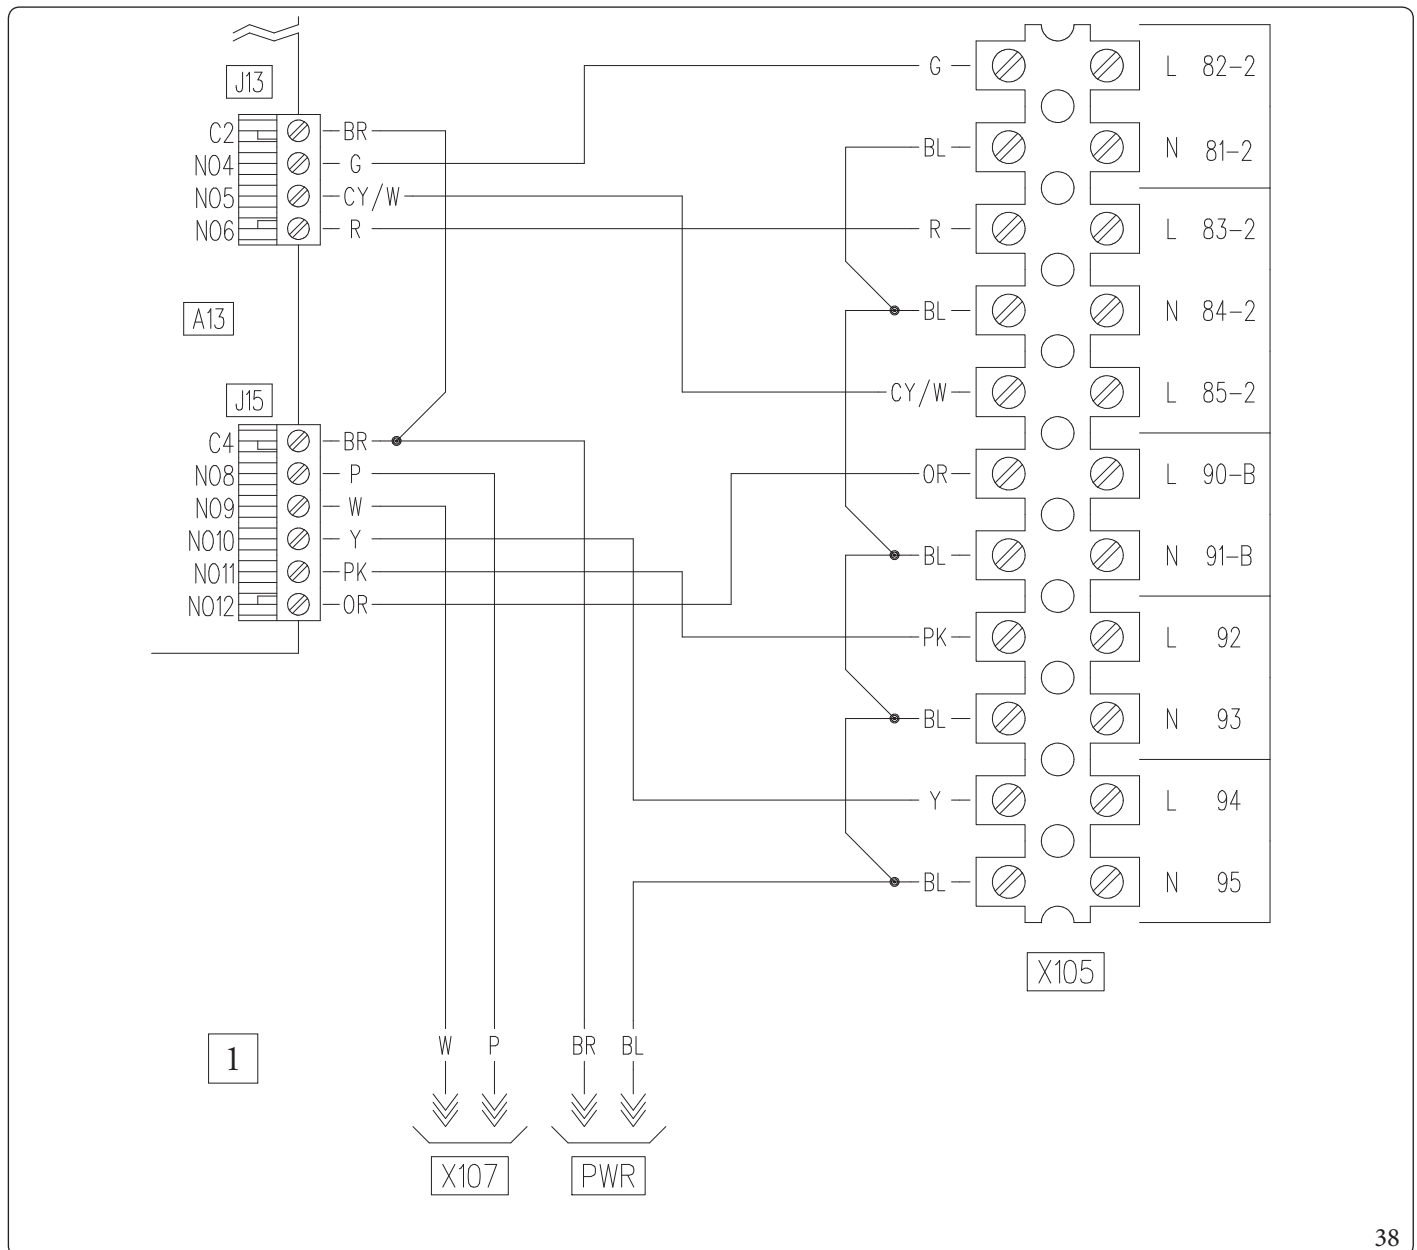 J13
C2 BR
NO4 G
NO5 CY/W
NO6 R
A13
J15
C4 BR
NO8 P
NO9 W
NO10 Y
NO11 PK
NO12 OR
G L 82-2
BL N 81-2
R L 83-2
BL N 84-2
CY/W L 85-2
OR L 90-B
BL N 91-B
PK L 92
BL N 93
Y L 94
BL N 95
X105
1
W P BR BL
X107 PWR
38